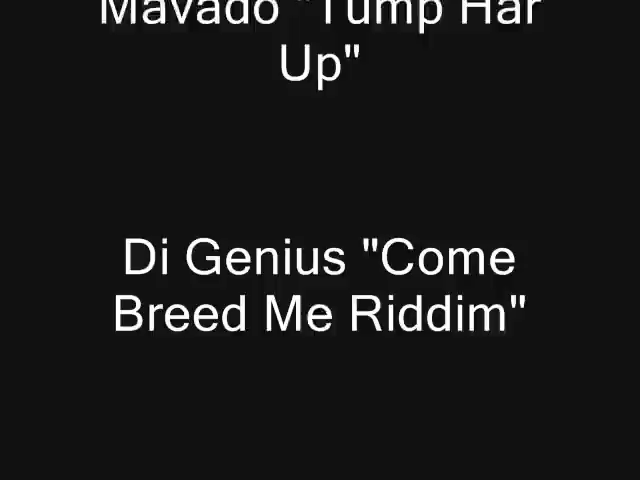 Mavado "Tump Har
Up"
Di Genius "Come
Breed Me Riddim"